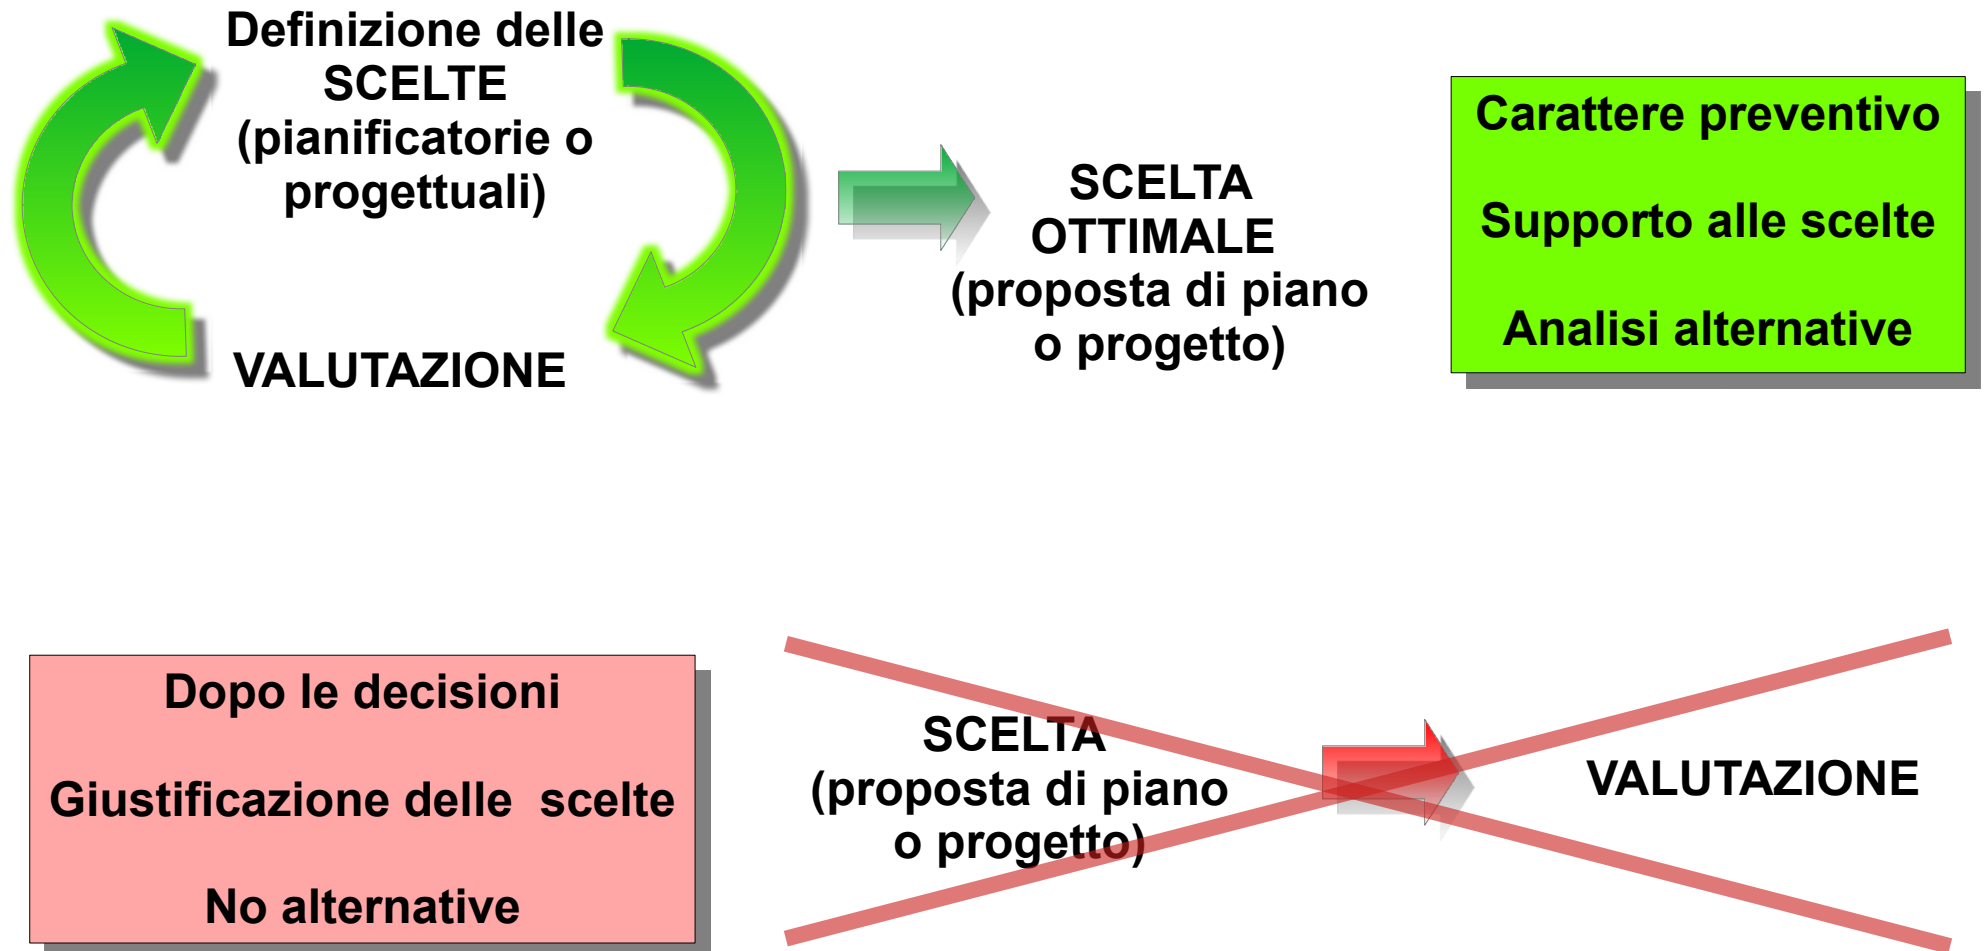 Definizione delle
SCELTE
(pianificatorie o
progettuali)
VALUTAZIONE
SCELTA
OTTIMALE
(proposta di piano
o progetto)
Carattere preventivo
Supporto alle scelte
Analisi alternative
Dopo le decisioni
Giustificazione delle  scelte
No alternative
SCELTA
(proposta di piano
o progetto)
VALUTAZIONE